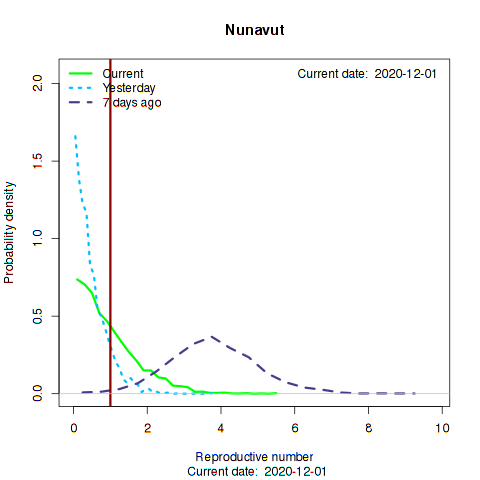 Nunavut
Current
Yesterday
7 days ago
Current date: 2020-12-01
Probability density
2.0
1.5
1.0
0.5
0.0
0 2 4 6 8 10
Reproductive number
Current date: 2020-12-01